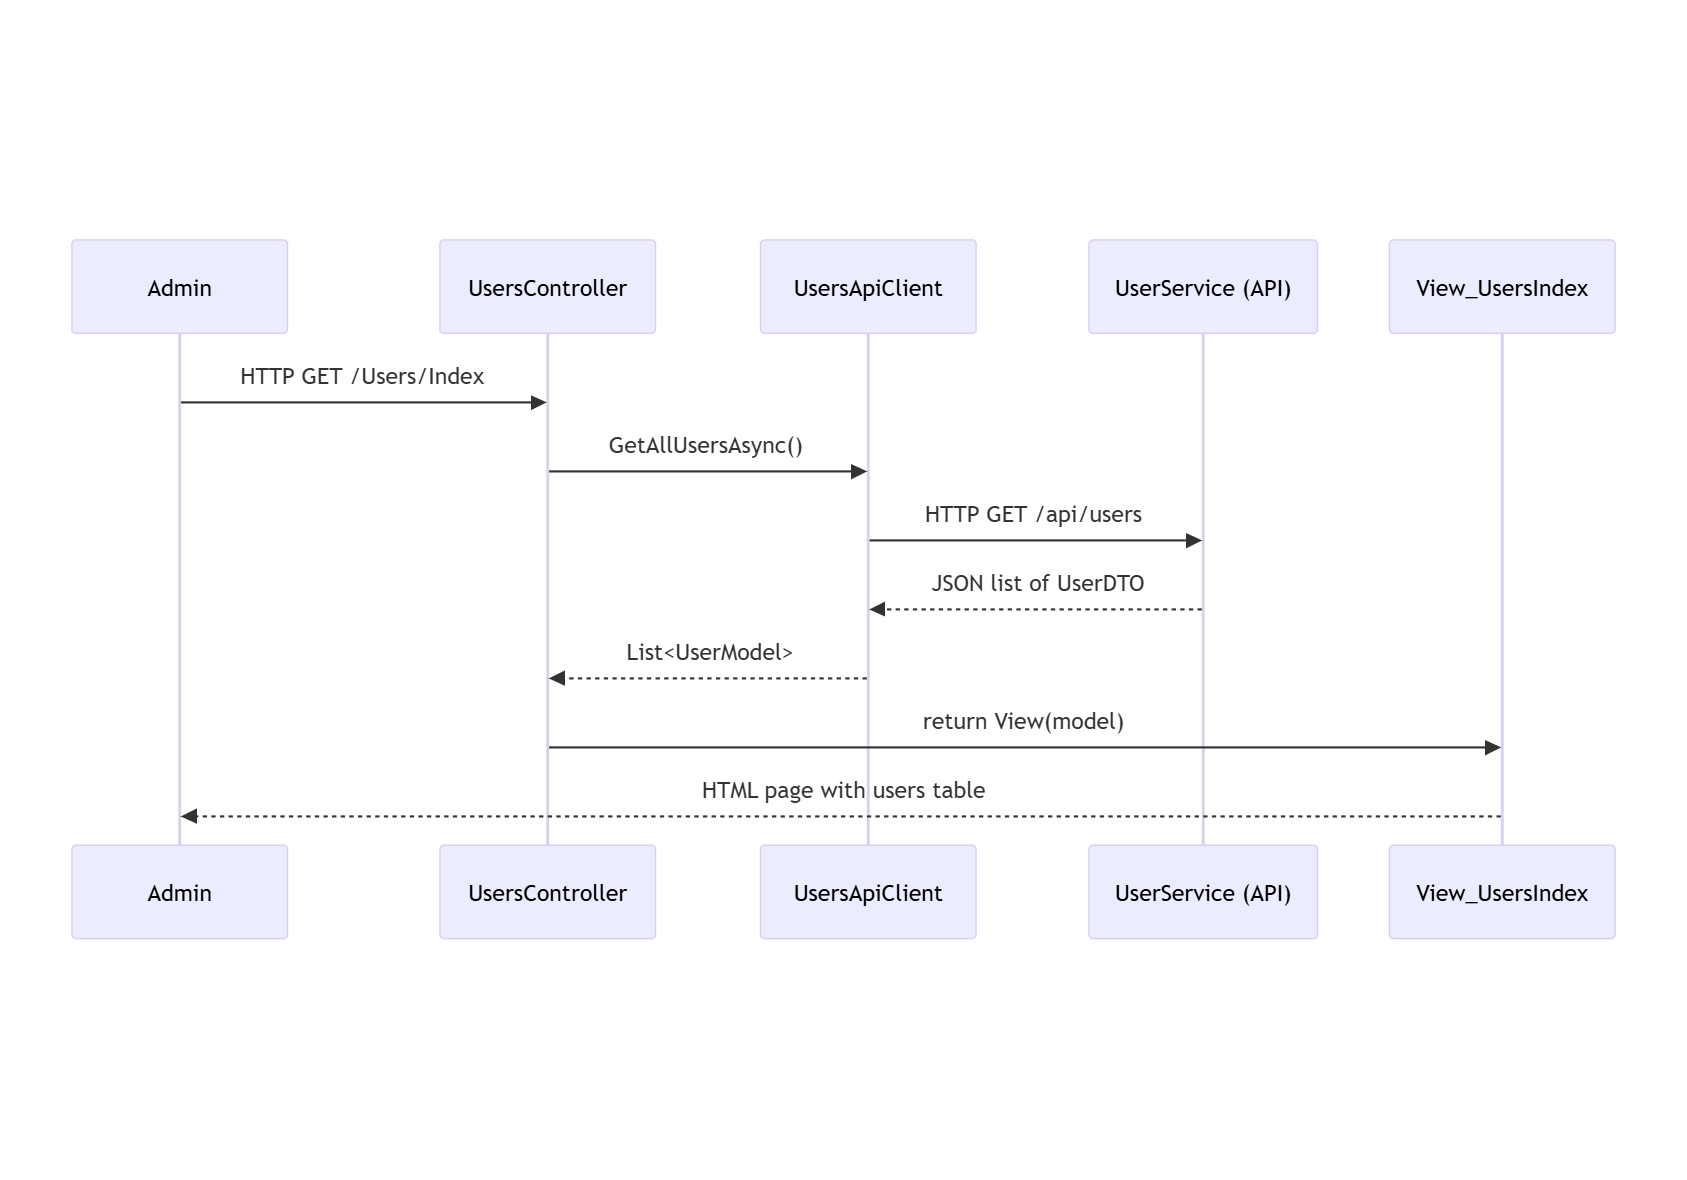 Admin
UsersController
UsersApiClient
UserService (API)
View_UsersIndex
HTTP GET /Users/Index
GetAllUsersAsync()
HTTP GET /api/users
JSON list of UserDTO
List<UserModel>
return View(model)
HTML page with users table
Admin
UsersController
UsersApiClient
UserService (API)
View_UsersIndex